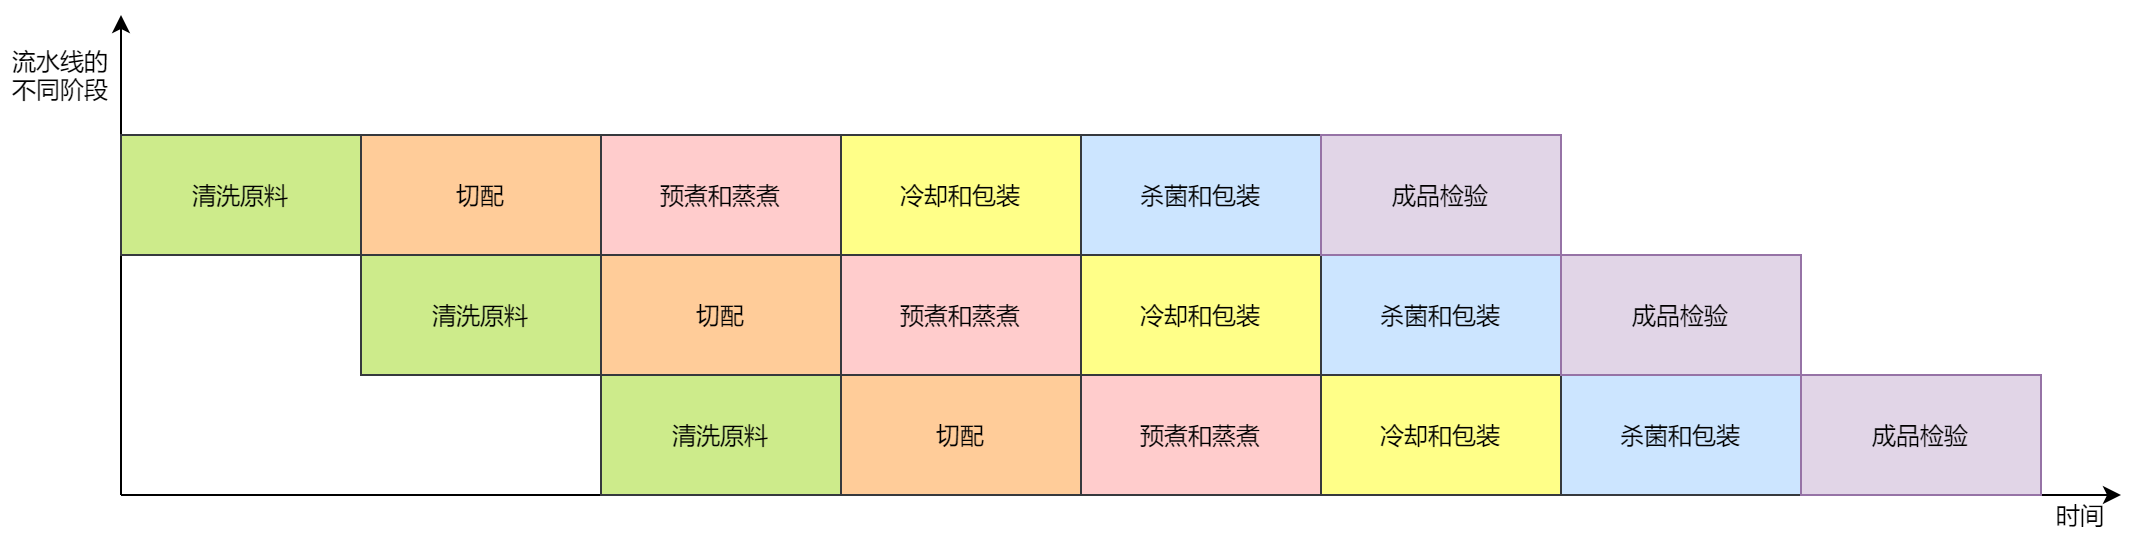 流水线的
不同阶段
清洗原料 切配 预煮和蒸煮 冷却和包装 杀菌和包装 成品检验
清洗原料 切配 预煮和蒸煮 冷却和包装 杀菌和包装 成品检验
清洗原料 切配 预煮和蒸煮 冷却和包装 杀菌和包装 成品检验
时间